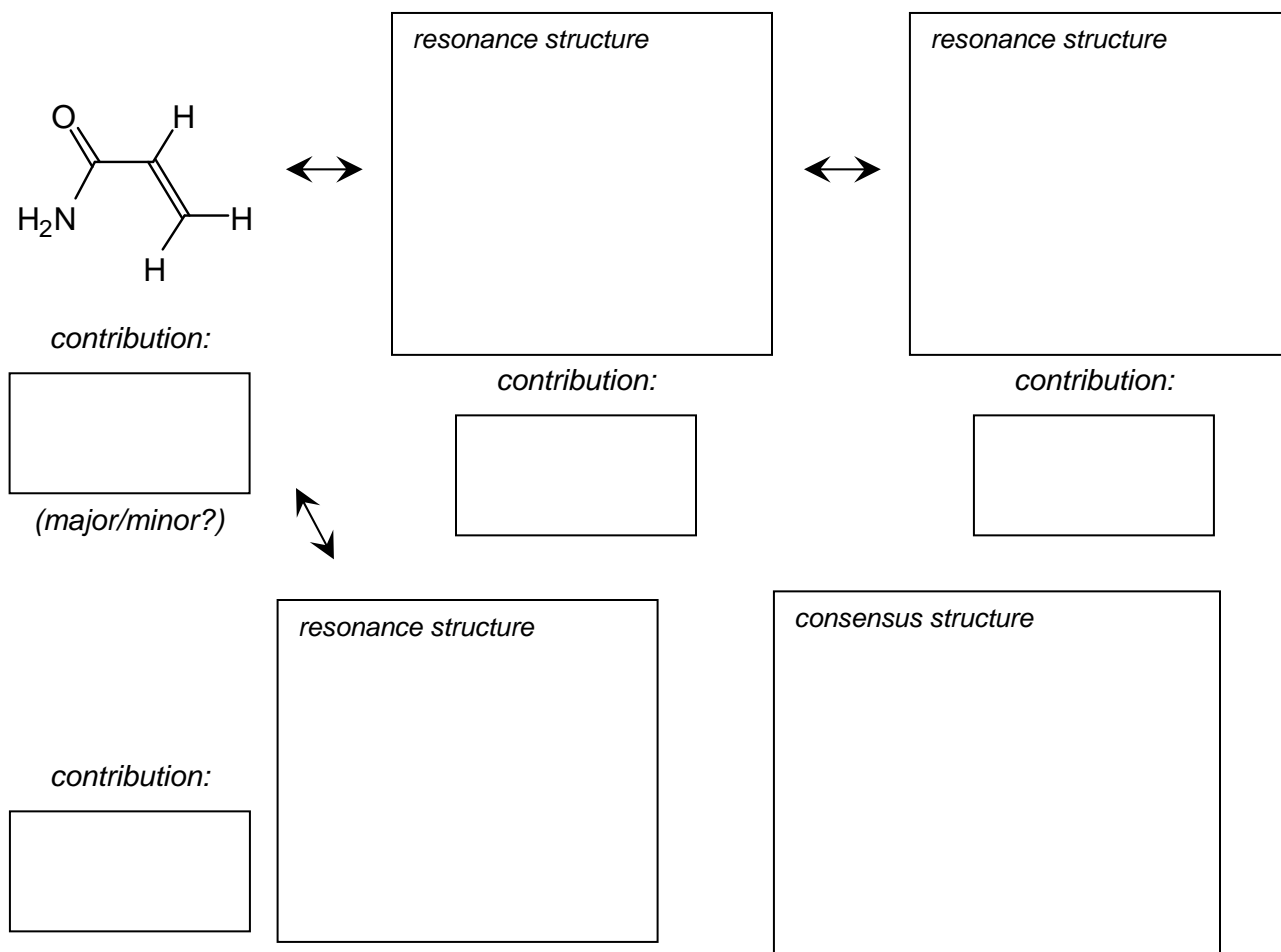 resonance structure
resonance structure
O
H
H₂N
H
H
contribution:
contribution:
contribution:
(major/minor?)
resonance structure
consensus structure
contribution: